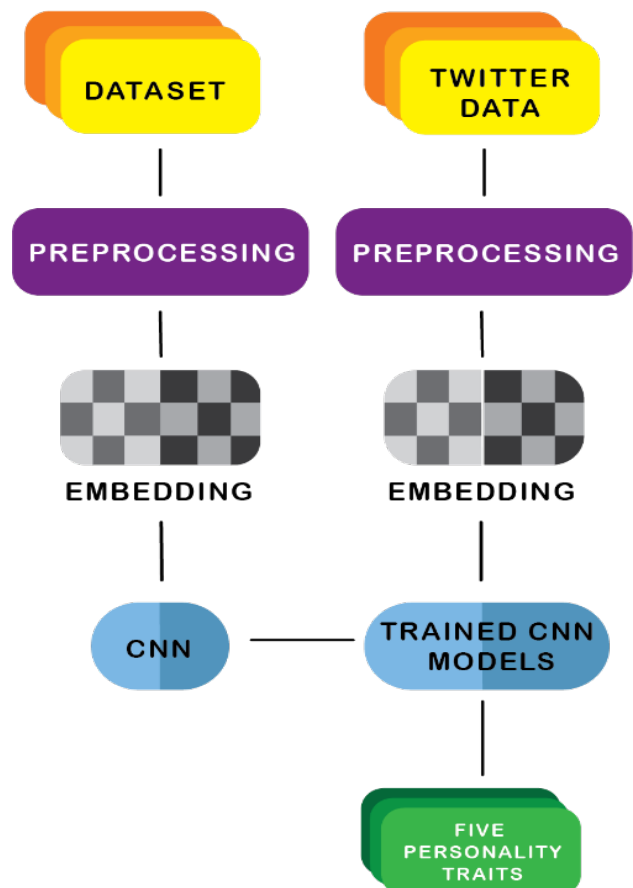 DATASET
TWITTER
DATA
PREPROCESSING
PREPROCESSING
EMBEDDING
EMBEDDING
CNN
TRAINED CNN
MODELS
FIVE
PERSONALITY
TRAITS